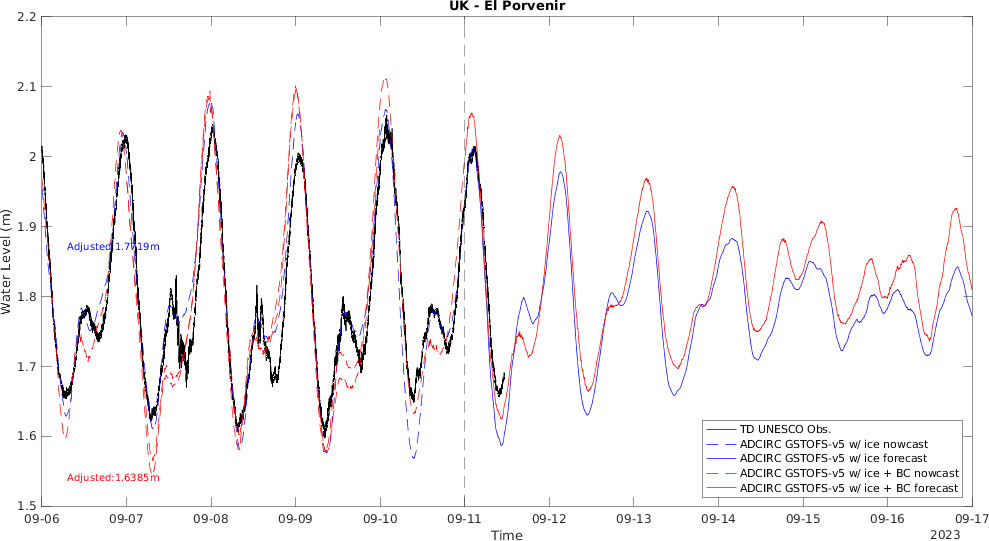 UK - El Porvenir
Water Level (m)
2.2
2.1
2
1.9
1.8
1.7
1.6
1.5
Adjusted:1.7719m
Adjusted:1.6385m
TD UNESCO Obs.
ADCIRC GSTOFS-v5 w/ ice nowcast
ADCIRC GSTOFS-v5 w/ ice forecast
ADCIRC GSTOFS-v5 w/ ice + BC nowcast
ADCIRC GSTOFS-v5 w/ ice + BC forecast
09-06 09-07 09-08 09-09 09-10 09-11 09-12 09-13 09-14 09-15 09-16 09-17
Time
2023